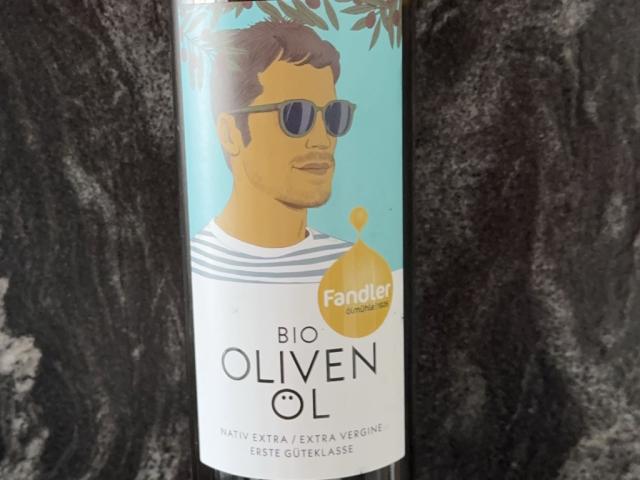 Fandler
ölmühle
BIO
OLIVEN
ÖL
NATIV EXTRA / EXTRA VERGINE
ERSTE GÜTEKLASSE